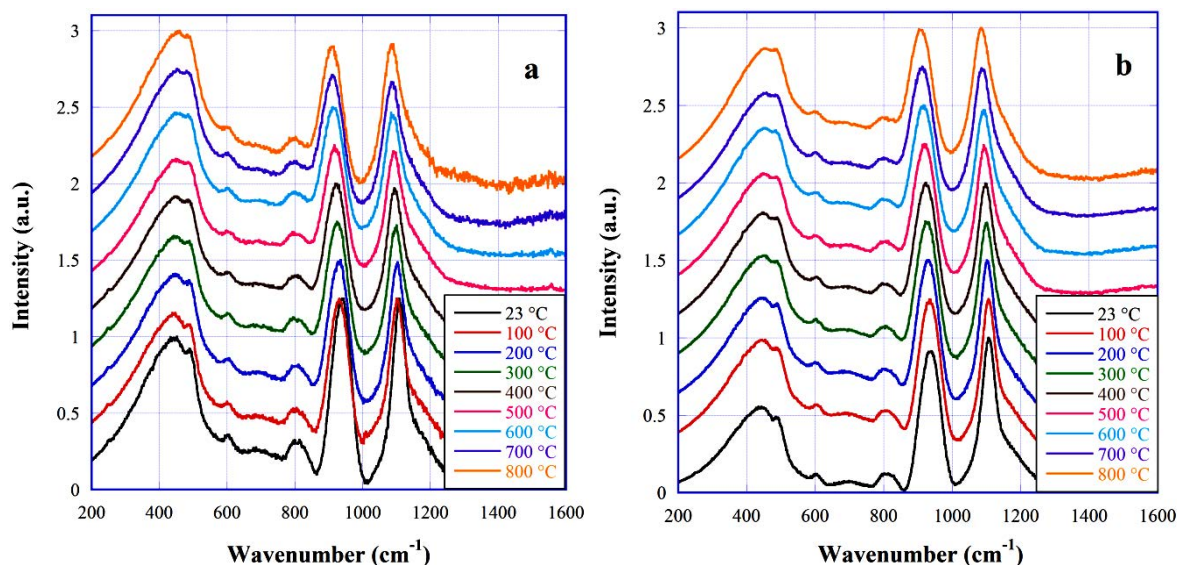 a
Intensity (a.u.)
3
2.5
2
1.5
1
0.5
0
23 °C
100 °C
200 °C
300 °C
400 °C
500 °C
600 °C
700 °C
800 °C
200 400 600 800 1000 1200 1400 1600
Wavenumber (cm-1)
b
Intensity (a.u.)
3
2.5
2
1.5
1
0.5
0
23 °C
100 °C
200 °C
300 °C
400 °C
500 °C
600 °C
700 °C
800 °C
200 400 600 800 1000 1200 1400 1600
Wavenumber (cm-1)